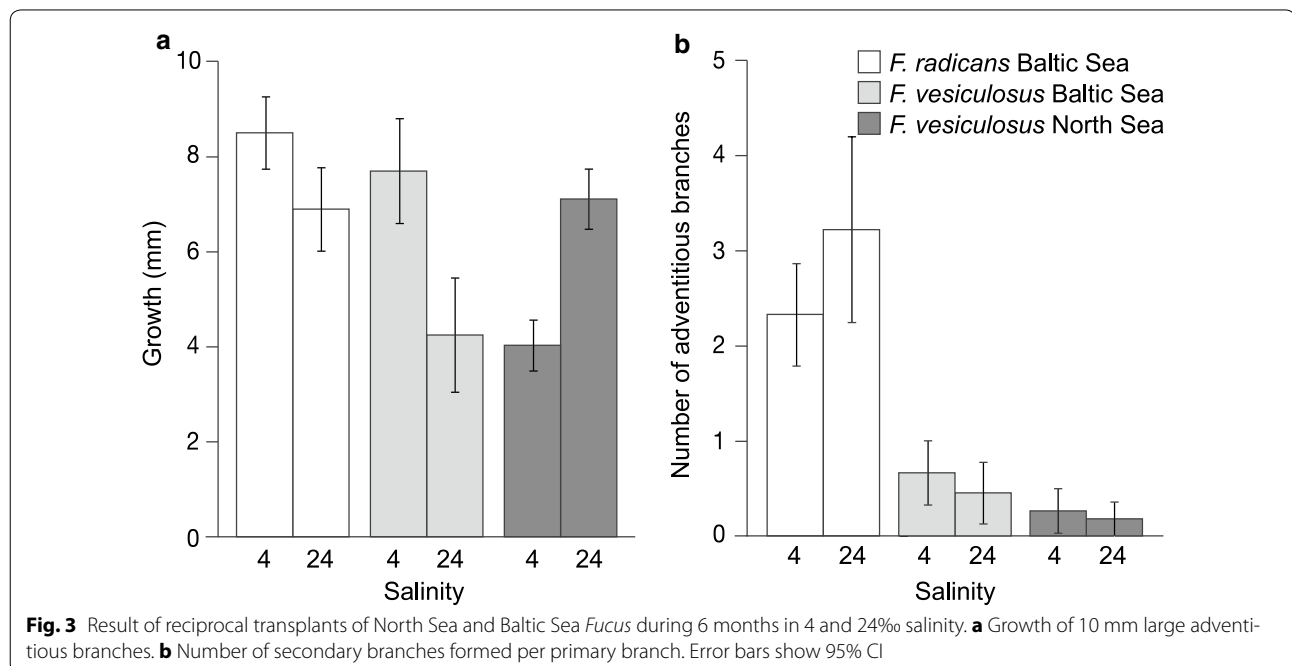 a
10
8
6
4
2
0
Growth (mm)
4 24 4 24 4 24
Salinity
b
5
4
3
2
1
0
Number of adventitious branches
F. radicans Baltic Sea
F. vesiculosus Baltic Sea
F. vesiculosus North Sea
4 24 4 24 4 24
Salinity
Fig. 3 Result of reciprocal transplants of North Sea and Baltic Sea Fucus during 6 months in 4 and 24‰ salinity. a Growth of 10 mm large adventi-
tious branches. b Number of secondary branches formed per primary branch. Error bars show 95% CI